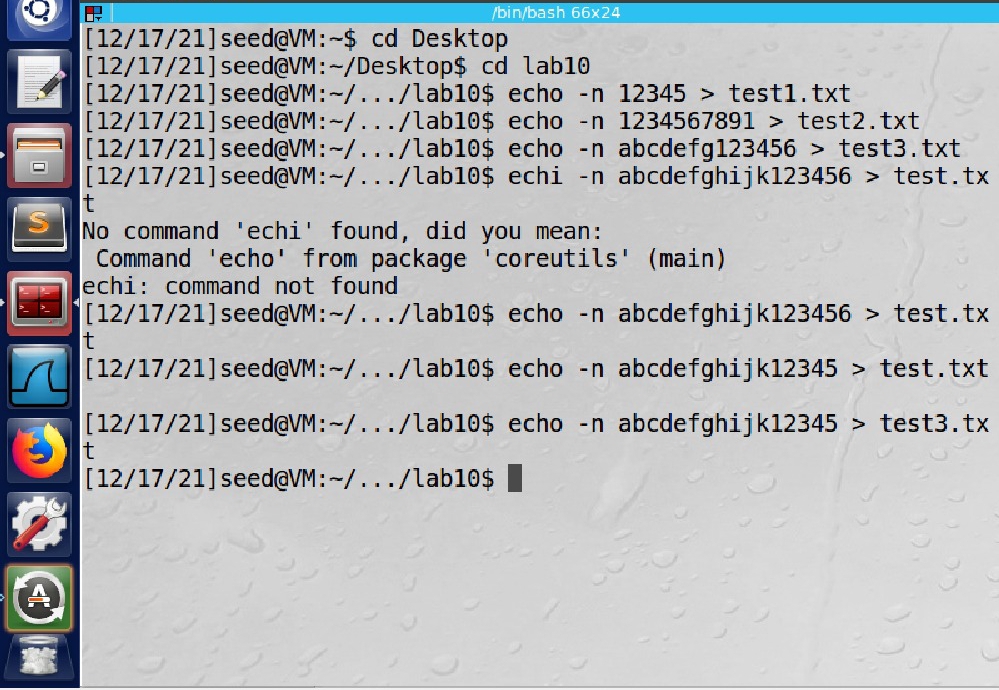 /bin/bash 66x24
[12/17/21]seed@VM:~$ cd Desktop
[12/17/21]seed@VM:~/Desktop$ cd lab10
[12/17/21]seed@VM:~/.../lab10$ echo -n 12345 > test1.txt
[12/17/21]seed@VM:~/.../lab10$ echo -n 1234567891 > test2.txt
[12/17/21]seed@VM:~/.../lab10$ echo -n abcdefg123456 > test3.txt
[12/17/21]seed@VM:~/.../lab10$ echi -n abcdefghijk123456 > test.tx
t
No command 'echi' found, did you mean:
 Command 'echo' from package 'coreutils' (main)
echi: command not found
[12/17/21]seed@VM:~/.../lab10$ echo -n abcdefghijk123456 > test.tx
t
[12/17/21]seed@VM:~/.../lab10$ echo -n abcdefghijk12345 > test.txt
[12/17/21]seed@VM:~/.../lab10$ echo -n abcdefghijk12345 > test3.tx
t
[12/17/21]seed@VM:~/.../lab10$